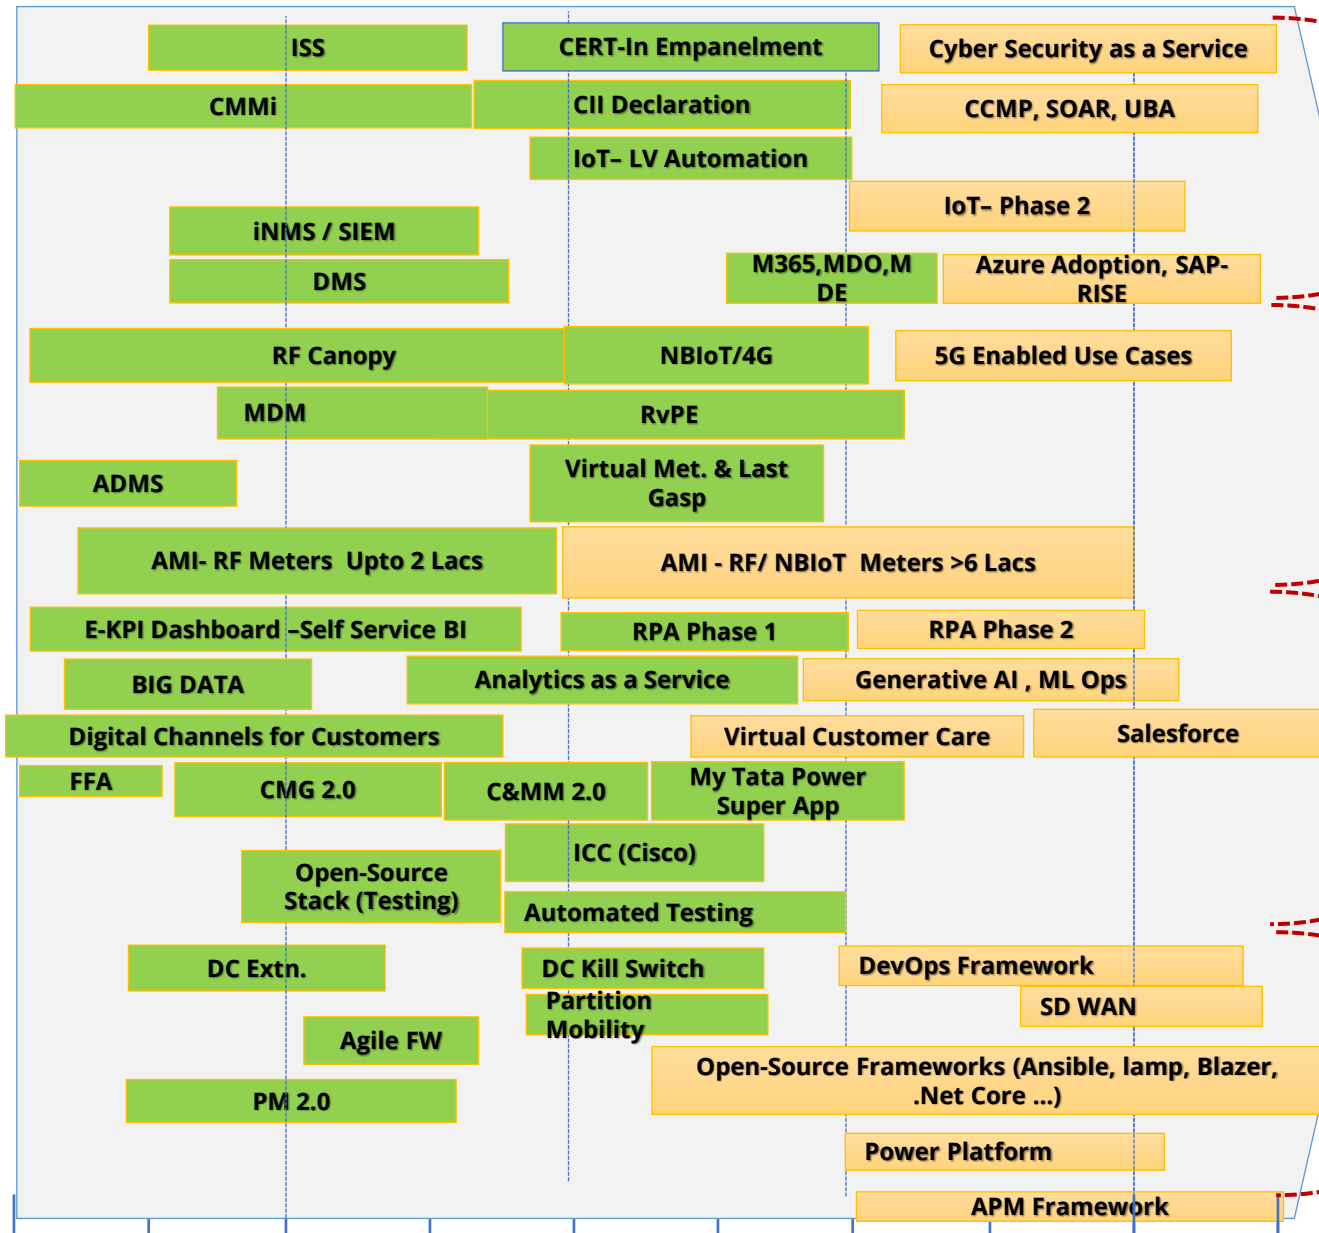 ISS
CERT-In Empanelment
Cyber Security as a Service
CMMi
CII Declaration
CCMP, SOAR, UBA
IoT– LV Automation
IoT– Phase 2
iNMS / SIEM
DMS
M365,MDO,M
DE
Azure Adoption, SAP-
RISE
RF Canopy
NBIoT/4G
5G Enabled Use Cases
MDM
RvPE
ADMS
Virtual Met. & Last
Gasp
AMI- RF Meters  Upto 2 Lacs
AMI - RF/ NBIoT  Meters >6 Lacs
E-KPI Dashboard –Self Service BI
RPA Phase 1
RPA Phase 2
BIG DATA
Analytics as a Service
Generative AI , ML Ops
Digital Channels for Customers
Virtual Customer Care
Salesforce
FFA
CMG 2.0
C&MM 2.0
My Tata Power
Super App
ICC (Cisco)
Open-Source
Stack (Testing)
Automated Testing
DC Extn.
DC Kill Switch
DevOps Framework
Partition
Mobility
SD WAN
Agile FW
Open-Source Frameworks (Ansible, lamp, Blazer,
.Net Core ...)
PM 2.0
Power Platform
APM Framework